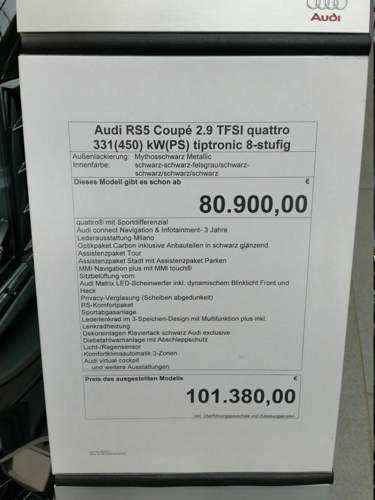 Audi
Audi RS5 Coupé 2.9 TFSI quattro
331(450) kW(PS) tiptronic 8-stufig
Außenlackierung: Mythosschwarz Metallic
Innenfarbe: schwarz-schwarz-felsgrau/schwarz-
schwarz/schwarz/schwarz
Dieses Modell gibt es schon ab €
80.900,00
quattro® mit Sportdifferenzial
Audi connect Navigation & Infotainment- 3 Jahre
Lederausstattung Milano
Optikpaket Carbon inklusive Anbauteilen in schwarz glänzend
Assistenzpaket Tour
Assistenzpaket Stadt mit Assistenzpaket Parken
MMI Navigation plus mit MMI touch®
Sitzbelüftung vorn
Audi Matrix LED-Scheinwerfer inkl. dynamischem Blinklicht Front und
Heck
Privacy-Verglasung (Scheiben abgedunkelt)
RS-Komfortpaket
Sportabgasanlage
Lederlenkrad im 3-Speichen-Design mit Multifunktion plus inkl.
Lenkradheizung
Dekoreinlagen Klavierlack schwarz Audi exclusive
Diebstahlwarnanlage mit Abschleppschutz
Licht-/Regensensor
Komfortklimaautomatik 3-Zonen
Audi virtual cockpit
... und weitere Ausstattungen
Preis des ausgestellten Modells €
101.380,00
inkl. Überführungspauschale und Zulassungskosten